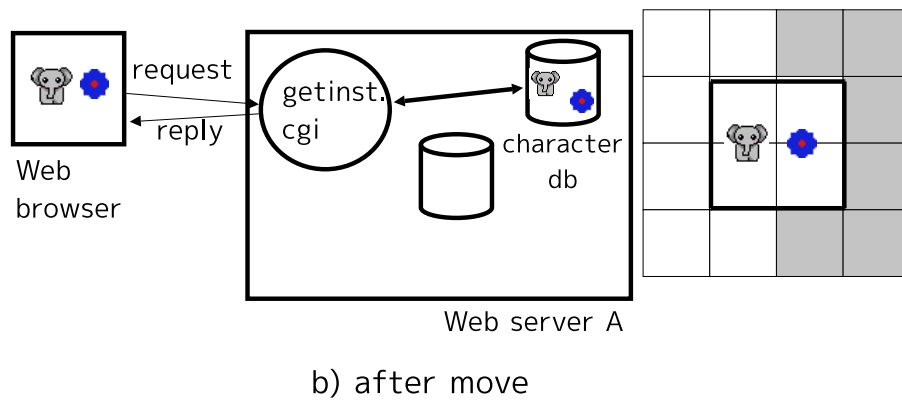 request
getinst.
cgi
reply
character
db
Web
browser
Web server A
b) after move